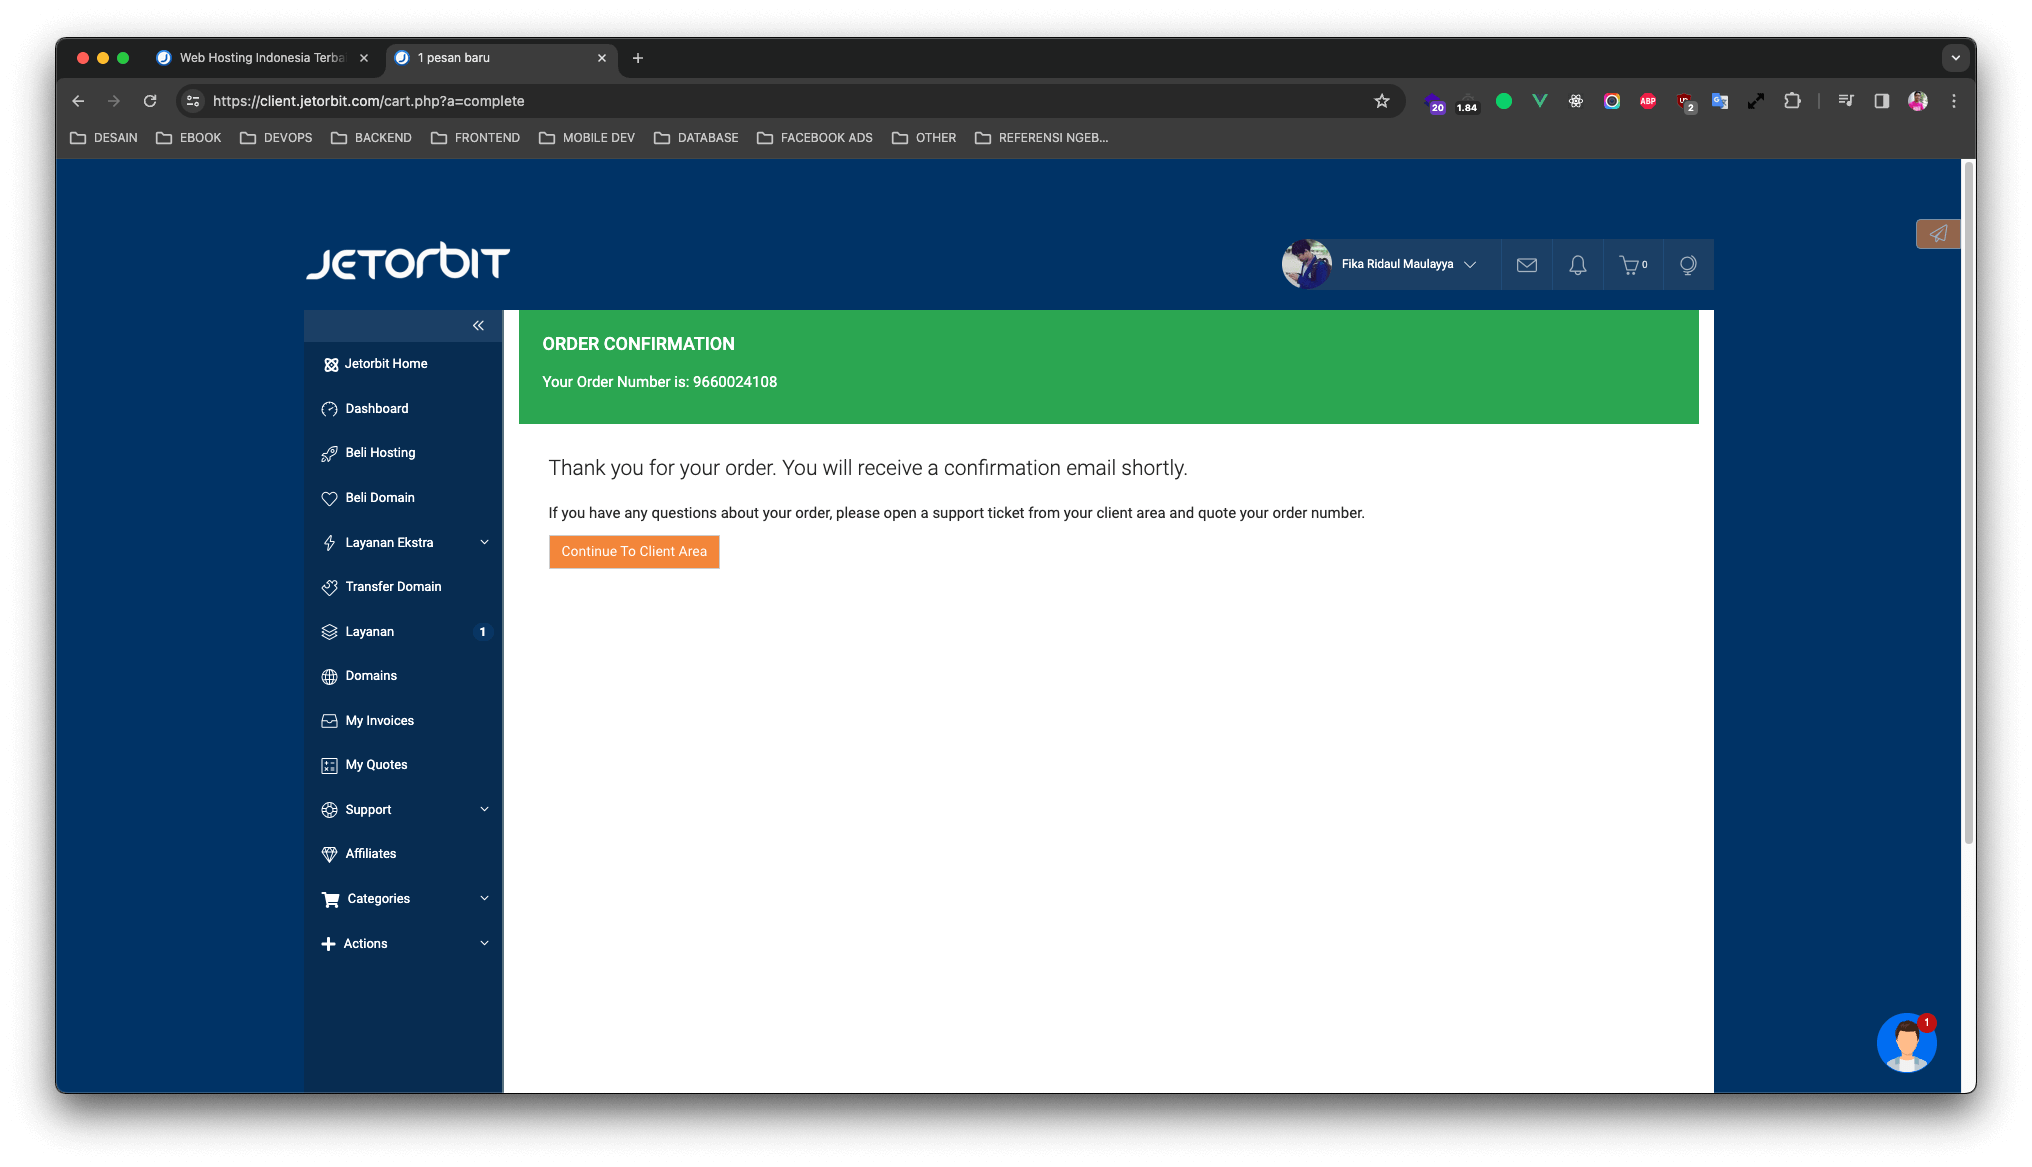 Web Hosting Indonesia Terba
1 pesan baru
https://client.jetorbit.com/cart.php?a=complete
20
1.84
ABP
2
DESAIN
EBOOK
DEVOPS
BACKEND
FRONTEND
MOBILE DEV
DATABASE
FACEBOOK ADS
OTHER
REFERENSI NGEB...
JETORBIT
Fika Ridaul Maulayya
0
Jetorbit Home
Dashboard
Beli Hosting
Beli Domain
Layanan Ekstra
Transfer Domain
Layanan
1
Domains
My Invoices
My Quotes
Support
Affiliates
Categories
Actions
ORDER CONFIRMATION
Your Order Number is: 9660024108
Thank you for your order. You will receive a confirmation email shortly.
If you have any questions about your order, please open a support ticket from your client area and quote your order number.
Continue To Client Area
1